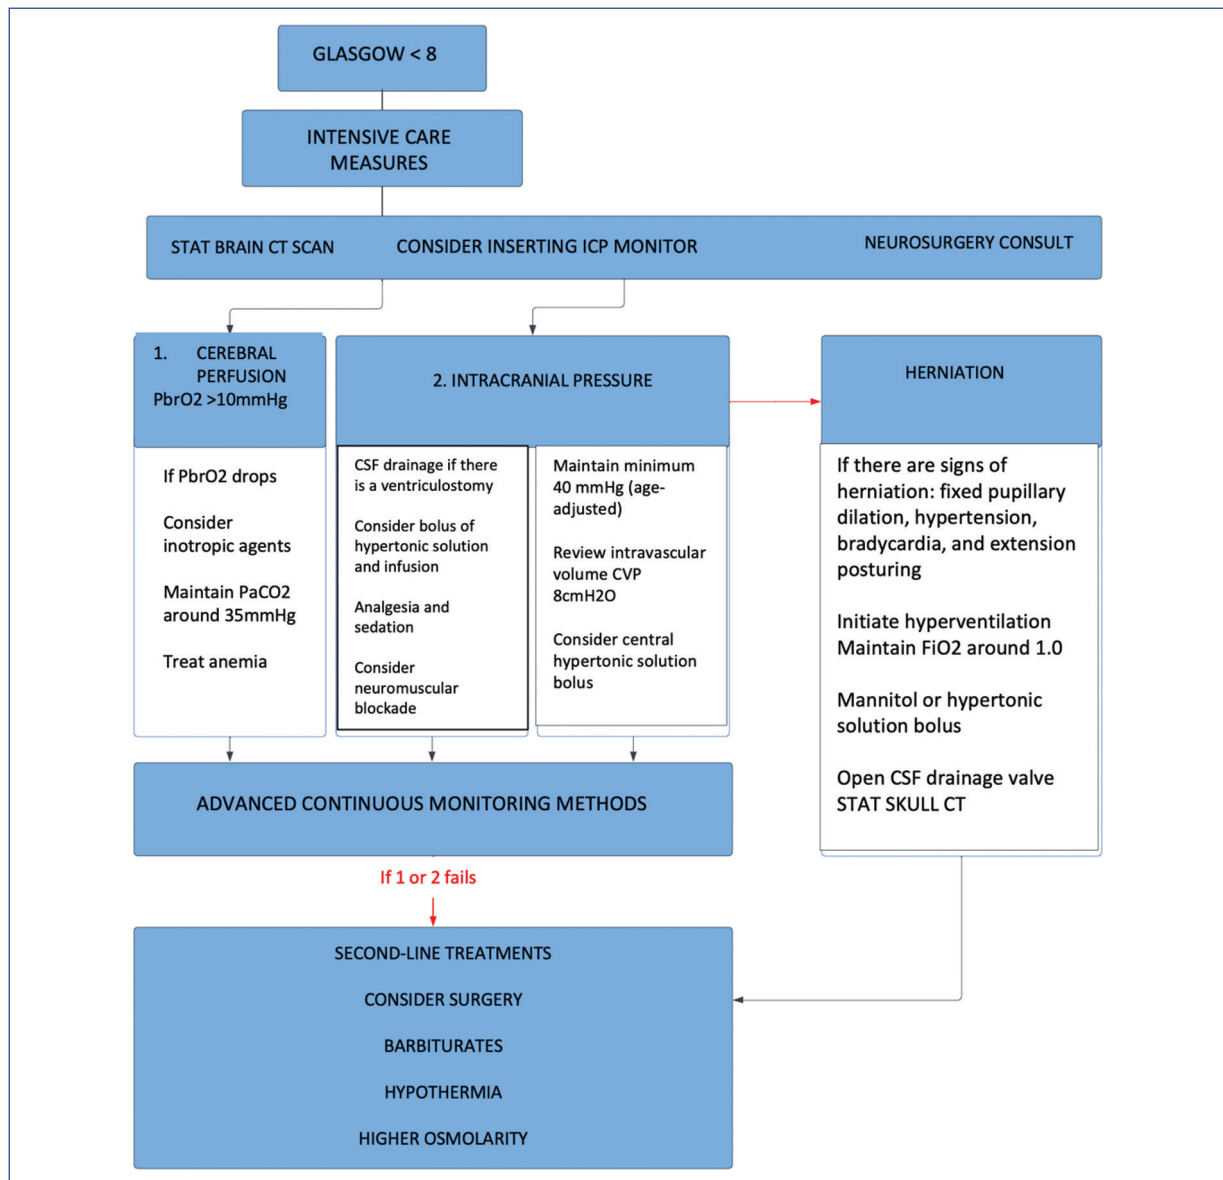 GLASGOW < 8
INTENSIVE CARE
MEASURES
STAT BRAIN CT SCAN
CONSIDER INSERTING ICP MONITOR
NEUROSURGERY CONSULT
1. CEREBRAL
PERFUSION
PbrO2 >10mmHg
If PbrO2 drops
Consider
inotropic agents
Maintain PaCO2
around 35mmHg
Treat anemia
2. INTRACRANIAL PRESSURE
CSF drainage if there
is a ventriculostomy
Consider bolus of
hypertonic solution
and infusion
Analgesia and
sedation
Consider
neuromuscular
blockade
Maintain minimum
40 mmHg (age-
adjusted)
Review intravascular
volume CVP
8cmH2O
Consider central
hypertonic solution
bolus
HERNIATION
If there are signs of
herniation: fixed pupillary
dilation, hypertension,
bradycardia, and extension
posturing
Initiate hyperventilation
Maintain FiO2 around 1.0
Mannitol or hypertonic
solution bolus
Open CSF drainage valve
STAT SKULL CT
ADVANCED CONTINUOUS MONITORING METHODS
If 1 or 2 fails
SECOND-LINE TREATMENTS
CONSIDER SURGERY
BARBITURATES
HYPOTHERMIA
HIGHER OSMOLARITY